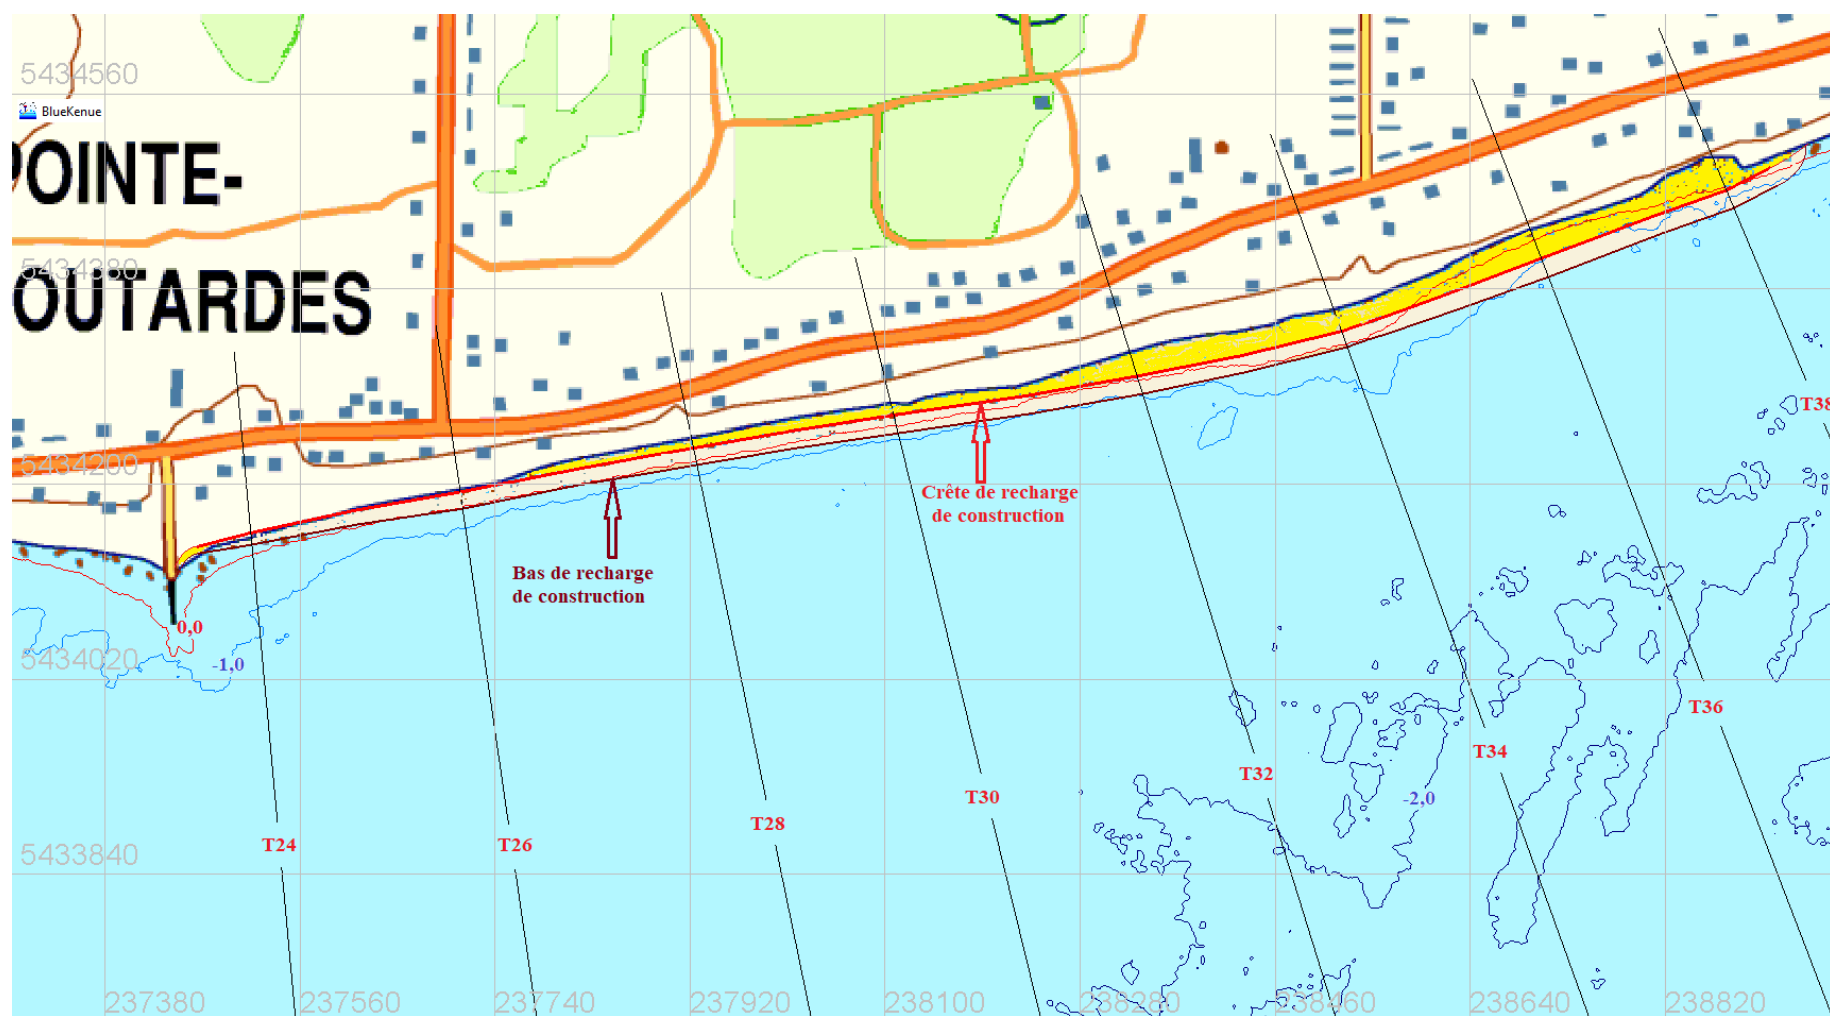 5434560
BlueKenue
POINTE-
5434380
OUTARDES
T38
5434200
Crête de recharge
de construction
Bas de recharge
de construction
0,0
5434020
-1,0
T36
T34
T32
-2,0
T30
T28
5433840
T24
T26
237380
237560
237740
237920
238100
238280
238460
238640
238820